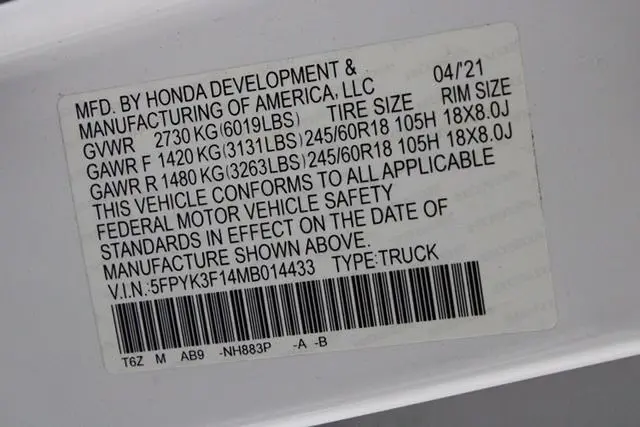 MFD. BY HONDA DEVELOPMENT & 04/'21
MANUFACTURING OF AMERICA, LLC
GVWR 2730 KG(6019LBS) TIRE SIZE RIM SIZE
GAWR F 1420 KG(3131LBS) 245/60R18 105H 18X8.0J
GAWR R 1480 KG(3263LBS) 245/60R18 105H 18X8.0J
THIS VEHICLE CONFORMS TO ALL APPLICABLE
FEDERAL MOTOR VEHICLE SAFETY
STANDARDS IN EFFECT ON THE DATE OF
MANUFACTURE SHOWN ABOVE.
V.I.N.:5FPYK3F14MB014433 TYPE:TRUCK
T6Z M AB9 -NH883P -A -B